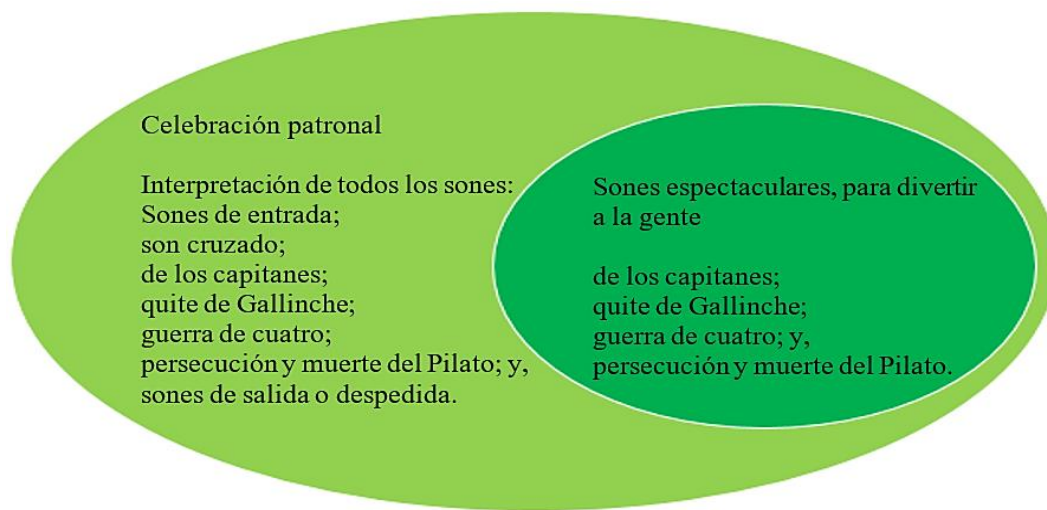 Celebración patronal
Interpretación de todos los sones:
Sones de entrada;
son cruzado;
de los capitanes;
quite de Gallinche;
guerra de cuatro;
persecución y muerte del Pilato; y,
sones de salida o despedida.
Sones espectaculares, para divertir
a la gente
de los capitanes;
quite de Gallinche;
guerra de cuatro; y,
persecución y muerte del Pilato.